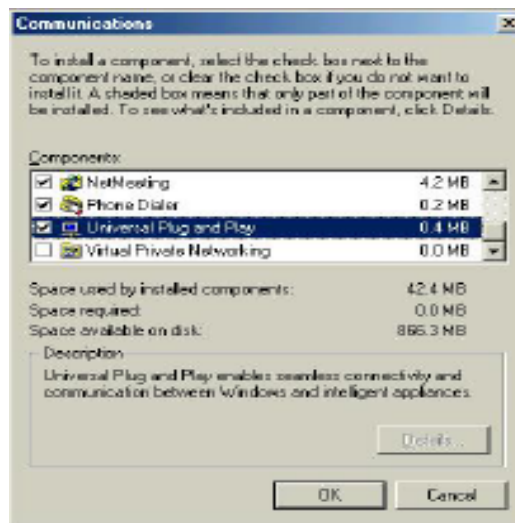 Communications
To install a component, select the check box next to the
component name, or clear the check box if you do not want to
install it. A shaded box means that only part of the component will
be installed. To see what's included in a component, click Details.
Components:
NetMeeting 4.2 MB
Phone Dialer 0.2 MB
Universal Plug and Play 0.4 MB
Virtual Private Networking 0.0 MB
Space used by installed components: 42.4 MB
Space required: 0.0 MB
Space available on disk: 866.3 MB
Description
Universal Plug and Play enables seamless connectivity and
communication between Windows and intelligent appliances.
Details...
OK Cancel